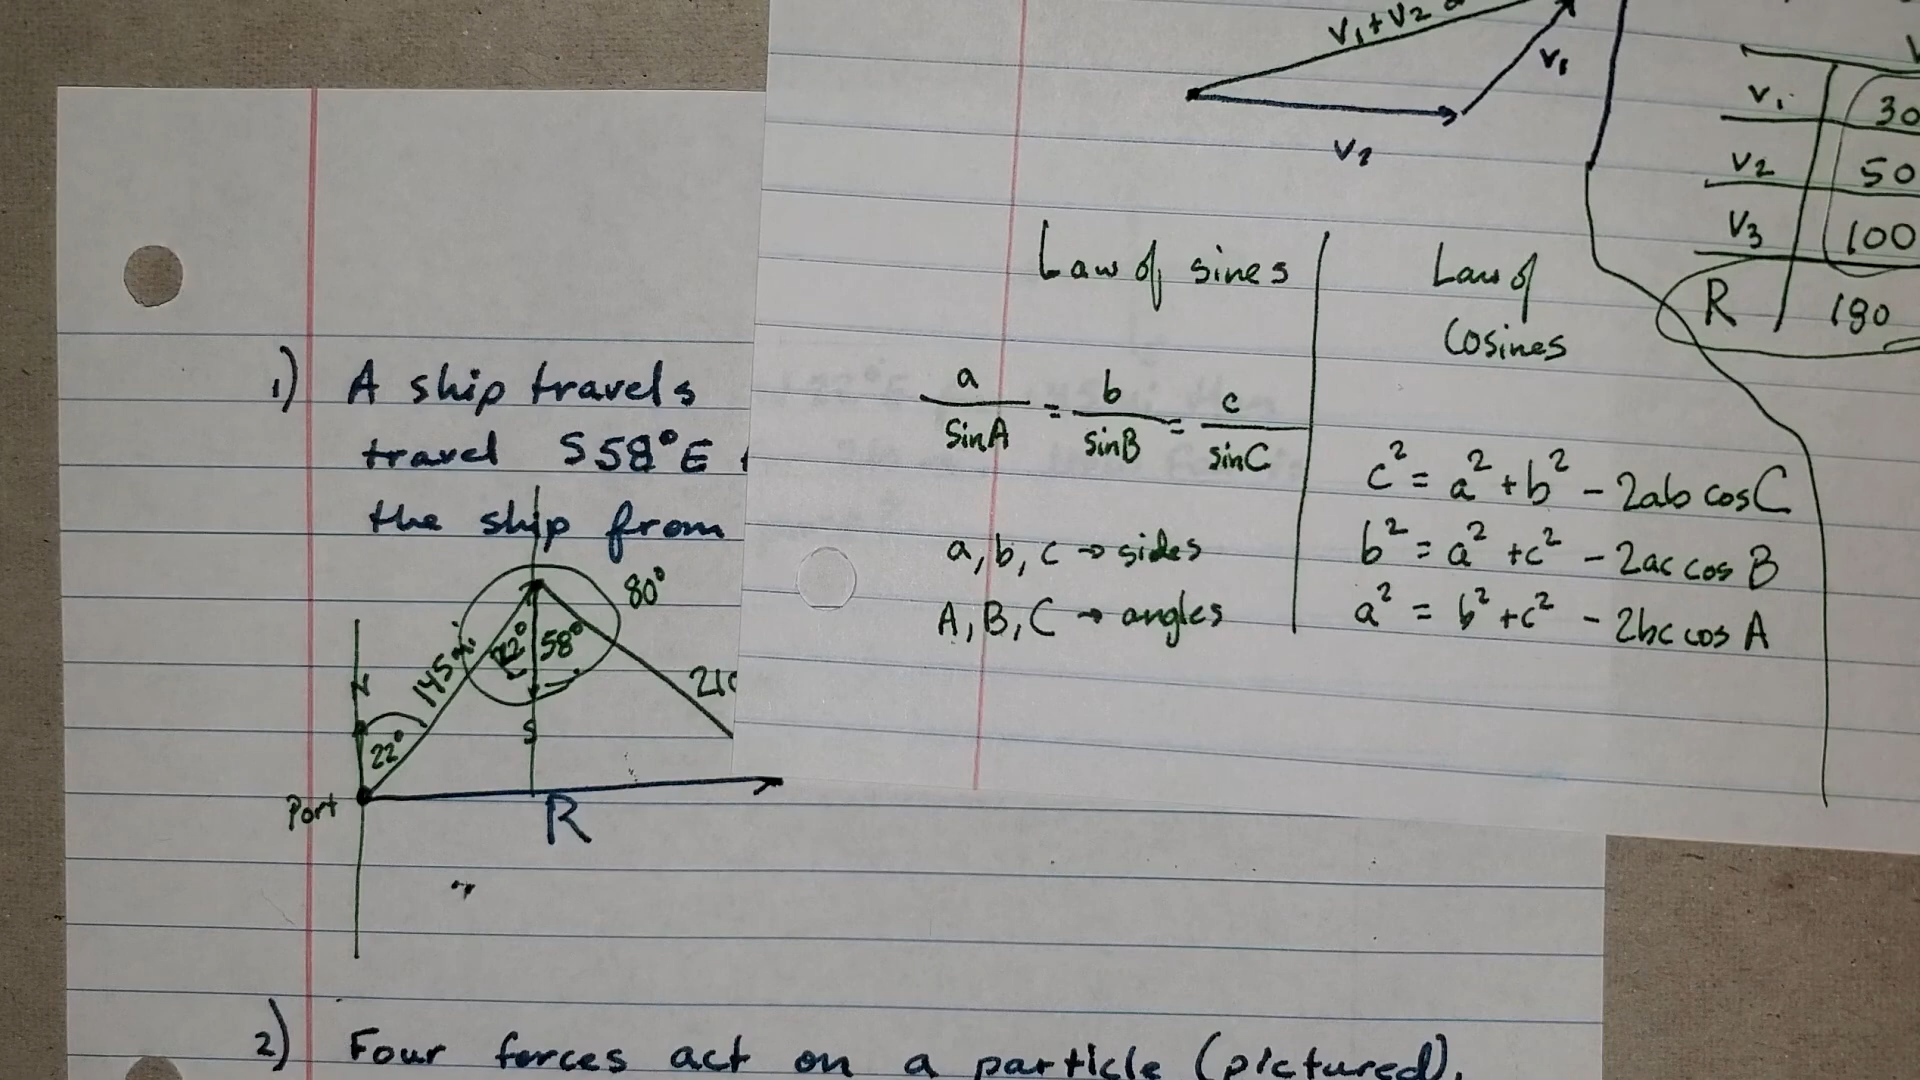 V₁+V₂
V₁
V₂
V₁ 30
V₂ 50
V₃ 100
R 180
Law of sines
Law of
Cosines
a/sinA = b/sinB = c/sinC
c² = a² + b² - 2ab cos C
b² = a² + c² - 2ac cos B
a² = b² + c² - 2bc cos A
a, b, c → sides
A, B, C → angles
1) A ship travels
travel S58°E
the ship from
80°
22° 58°
145 mi
N
S
22°
Port
R
2) Four forces act on a particle (pictured).